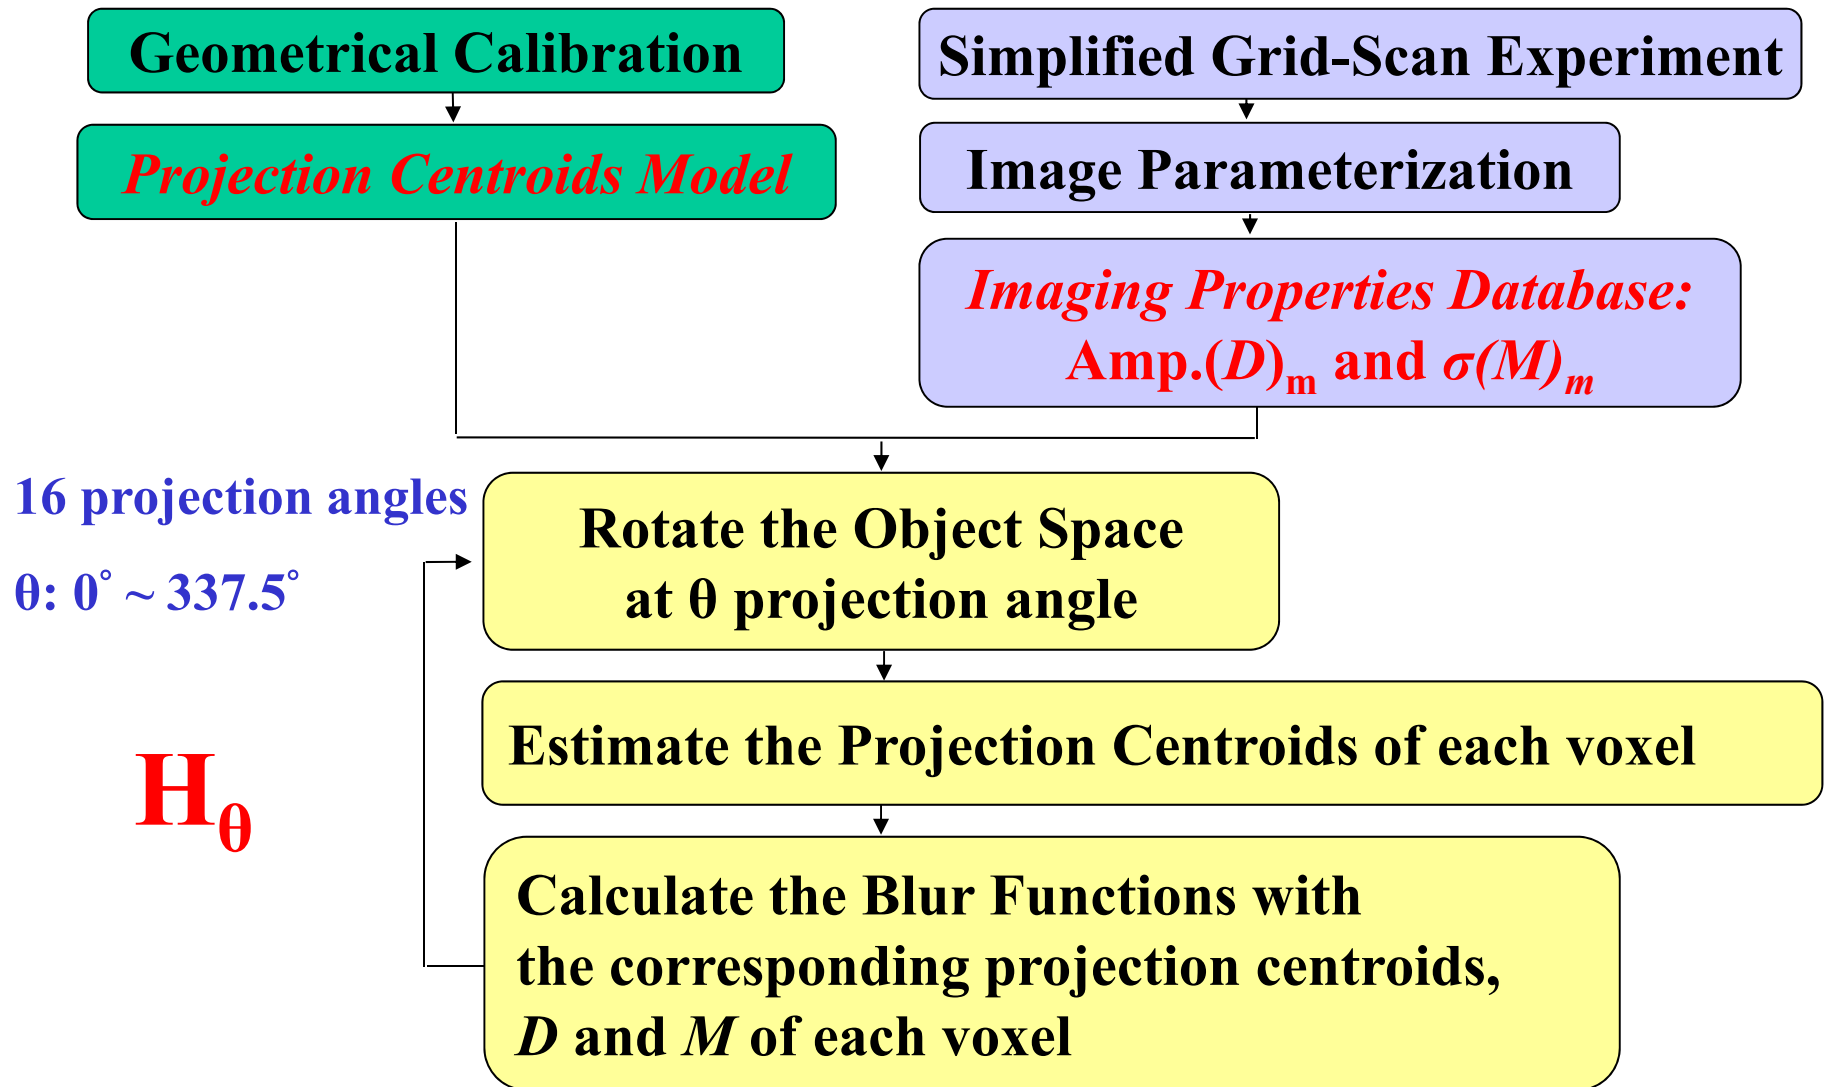 Geometrical Calibration
Projection Centroids Model
Simplified Grid-Scan Experiment
Image Parameterization
Imaging Properties Database:
Amp.(D)m and σ(M)m
16 projection angles
θ: 0° ~ 337.5°
Hθ
Rotate the Object Space
at θ projection angle
Estimate the Projection Centroids of each voxel
Calculate the Blur Functions with
the corresponding projection centroids,
D and M of each voxel